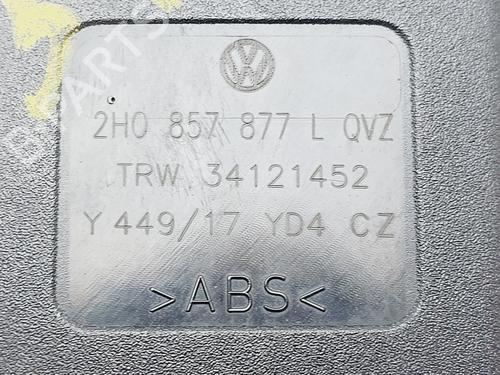 2H0 857 877 L QVZ
TRW 34121452
Y 449/17 YD4 CZ
>ABS<